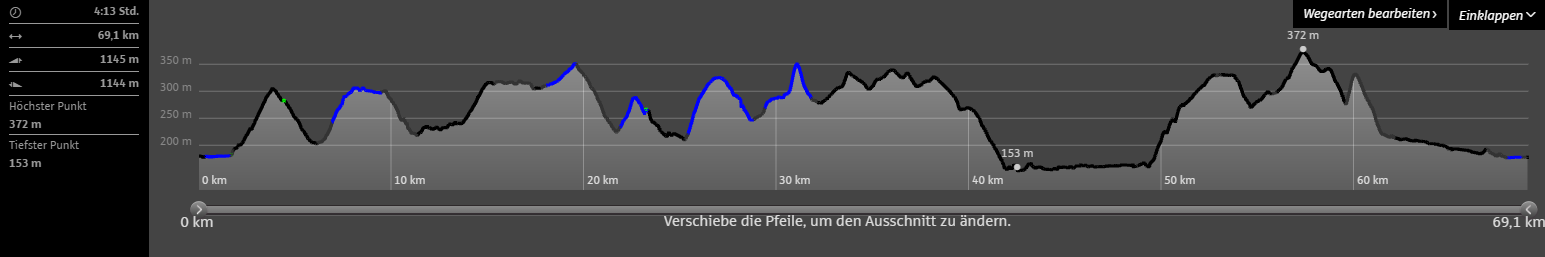 4:13 Std.
69,1 km
1145 m
1144 m
Höchster Punkt
372 m
Tiefster Punkt
153 m
Wegearten bearbeiten ›
Einklappen
372 m
350 m
300 m
250 m
200 m
153 m
0 km
10 km
20 km
30 km
40 km
50 km
60 km
0 km
Verschiebe die Pfeile, um den Ausschnitt zu ändern.
69,1 km